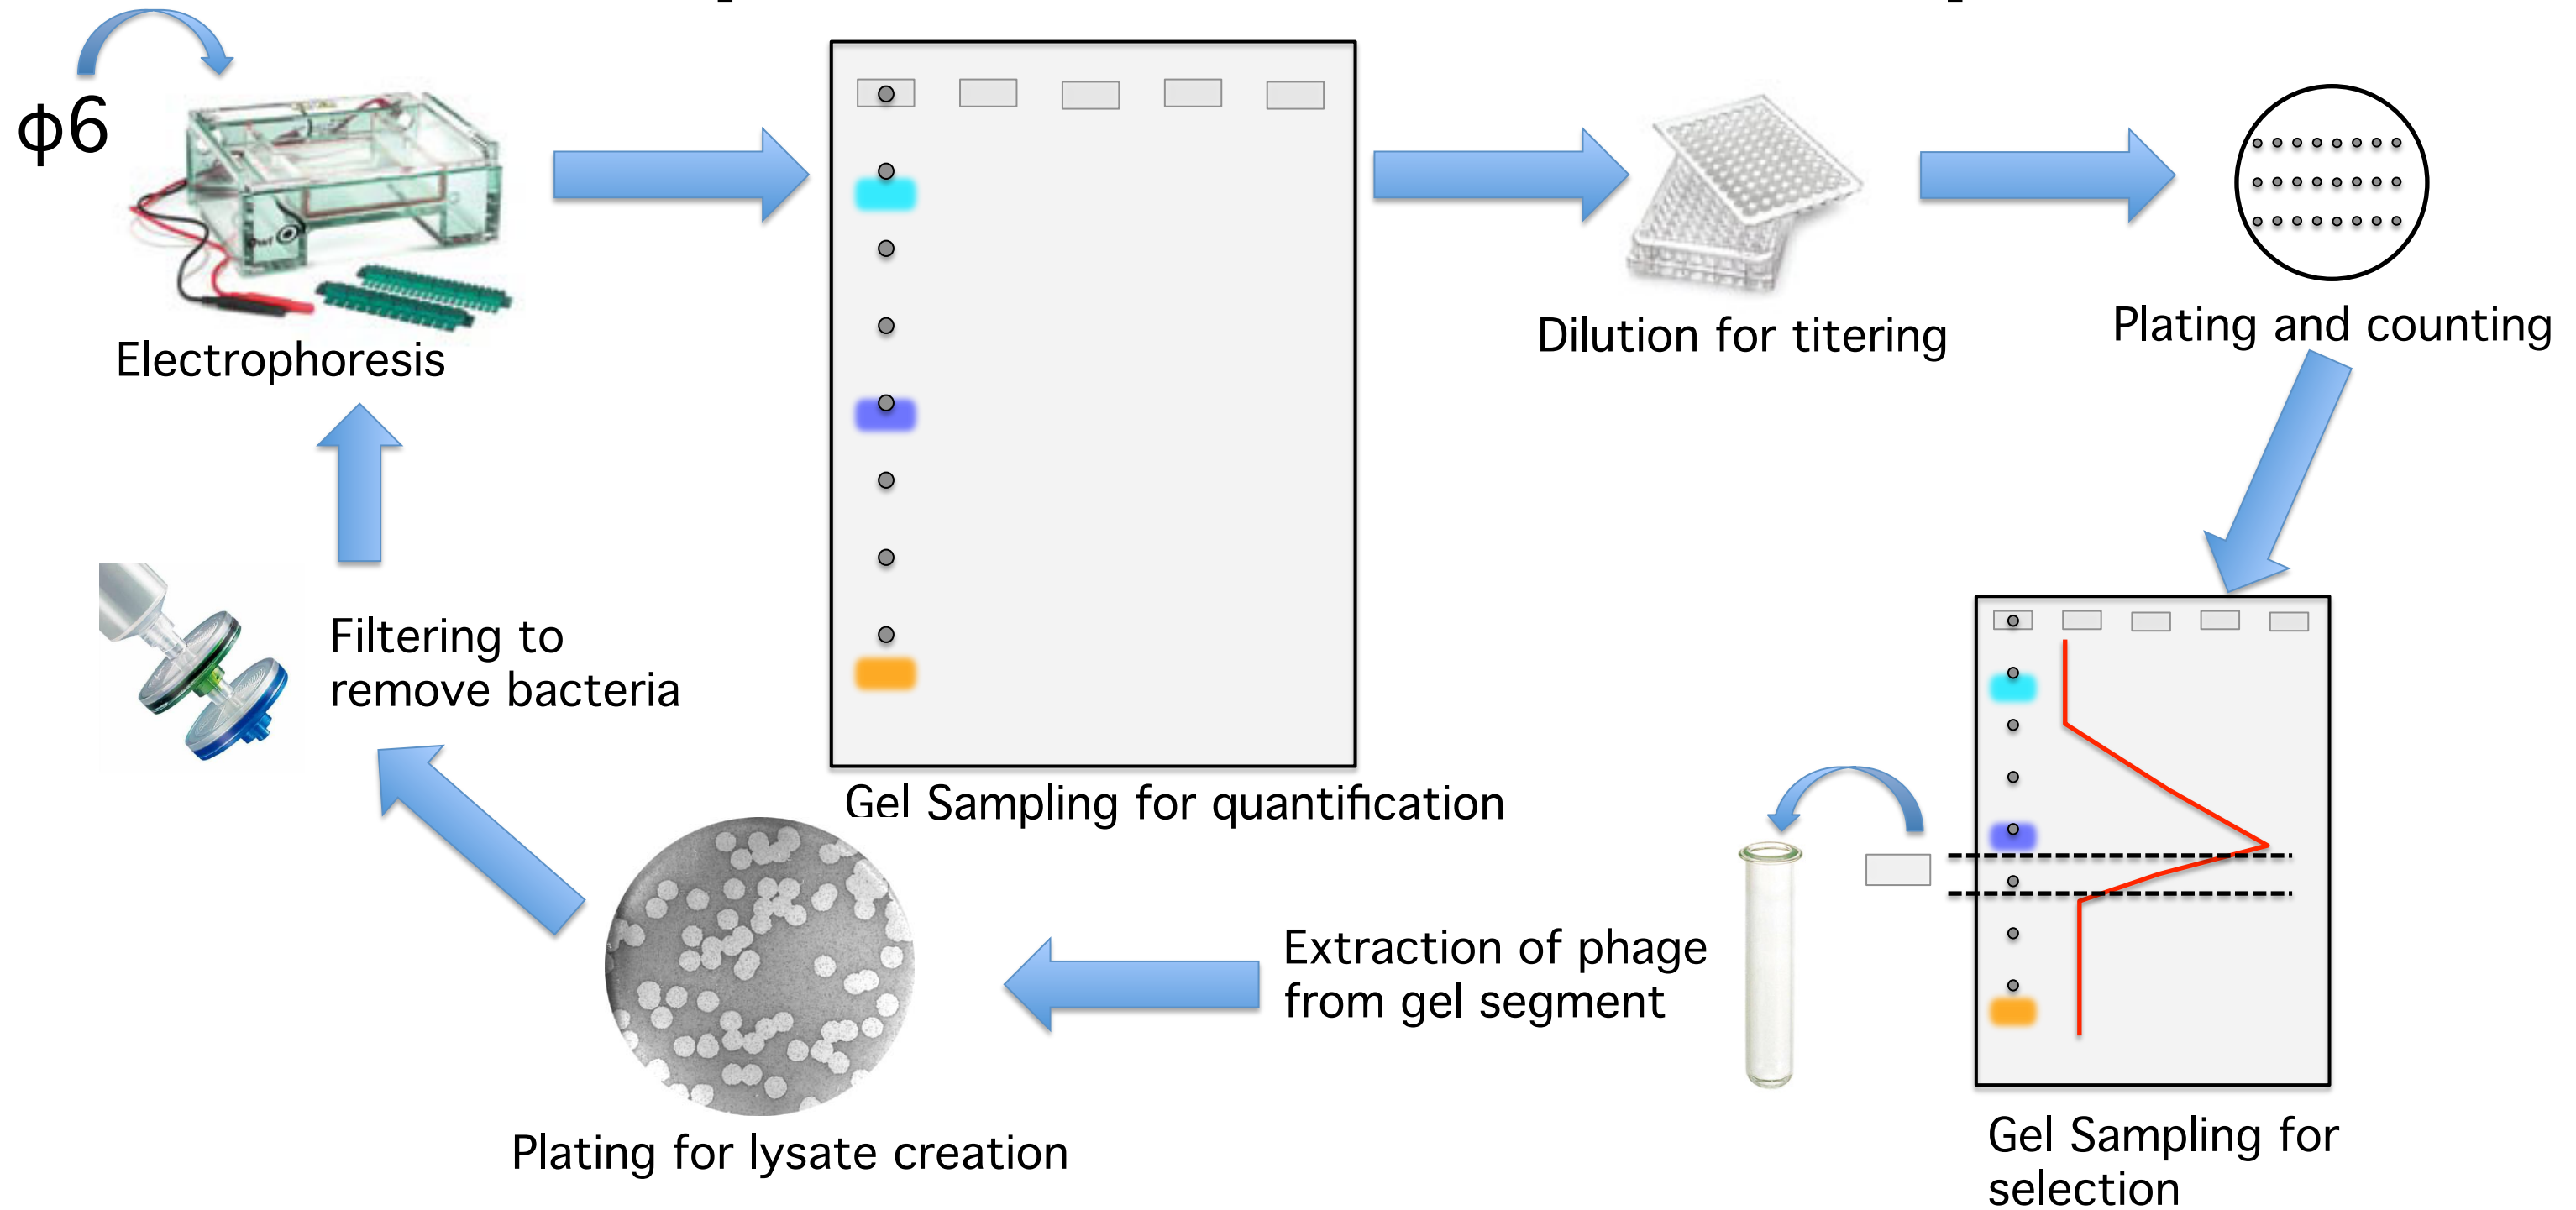 ϕ6
Electrophoresis
Gel Sampling for quantification
Dilution for titering
Plating and counting
Gel Sampling for
selection
Extraction of phage
from gel segment
Plating for lysate creation
Filtering to
remove bacteria